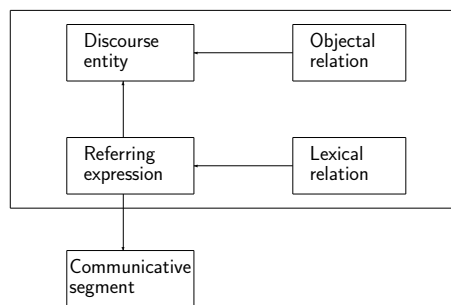 Discourse
entity
Objectal
relation
Referring
expression
Lexical
relation
Communicative
segment